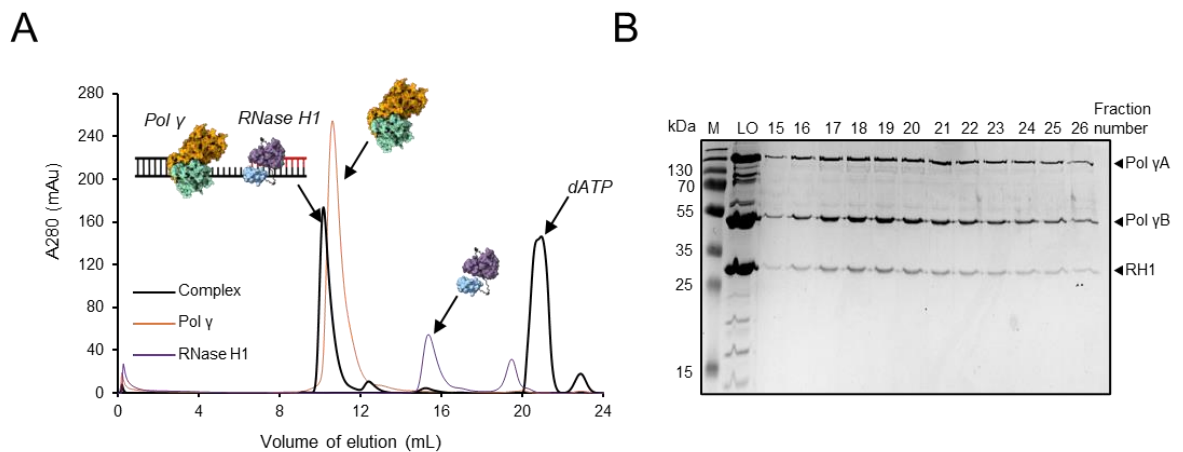 A
B
280
240
200
160
120
80
40
0
A280 (mAu)
0 4 8 12 16 20 24
Volume of elution (mL)
Pol γ
RNase H1
dATP
Complex
Pol γ
RNase H1
kDa M LO 15 16 17 18 19 20 21 22 23 24 25 26 Fraction
number
130
70
55
35
25
15
Pol γA
Pol γB
RH1